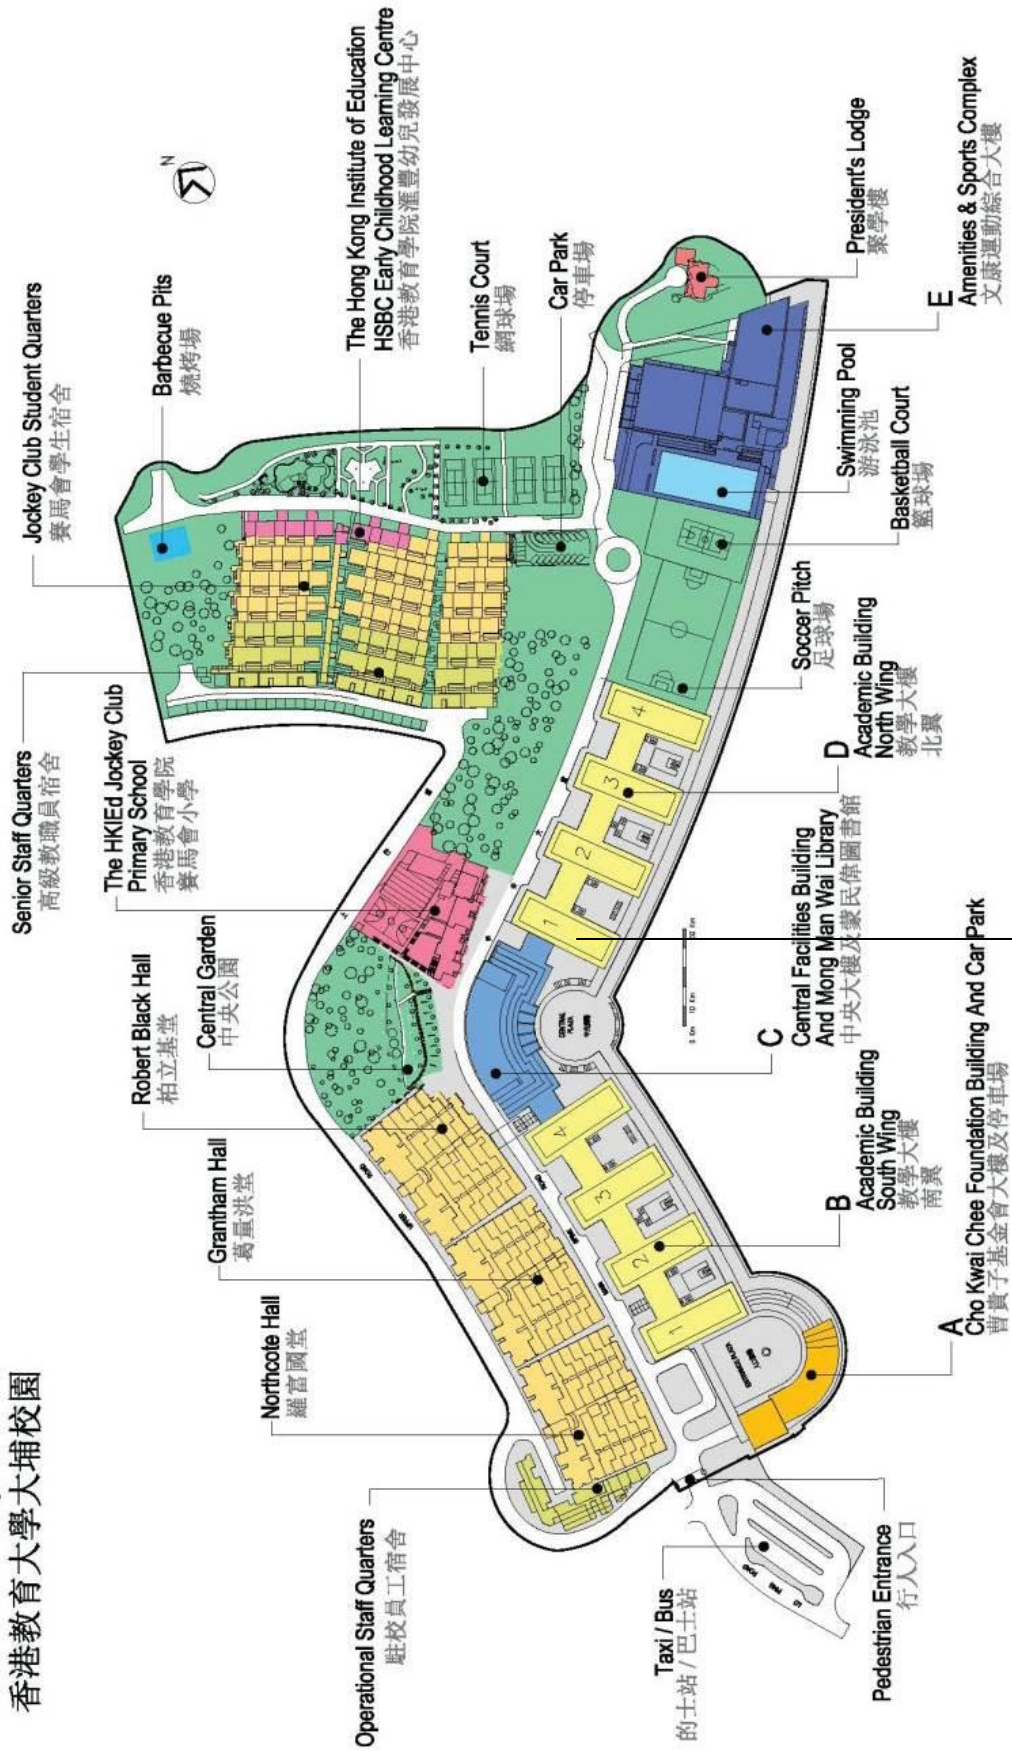 香港教育大學大埔校園
Senior Staff Quarters
高級教職員宿舍
Jockey Club Student Quarters
賽馬會學生宿舍
The HKIEd Jockey Club
Primary School
香港教育學院
賽馬會小學
Robert Black Hall
柏立基堂
Barbecue Pits
燒烤場
Central Garden
中央公園
Grantham Hall
葛量洪堂
Northcote Hall
羅富國堂
N
The Hong Kong Institute of Education
HSBC Early Childhood Learning Centre
香港教育學院滙豐幼兒發展中心
Operational Staff Quarters
駐校員工宿舍
Tennis Court
網球場
Car Park
停車場
UPPER
ROAD
ROAD
CENTRAL
PLAZA
1
2
3
4
1
2
3
4
ENTRANCE PLAZA
Taxi / Bus
的士站 / 巴士站
LO PING ROAD
0 Km 10 Km
Soccer Pitch
足球場
Swimming Pool
游泳池
President's Lodge
聚學樓
Basketball Court
籃球場
Pedestrian Entrance
行人入口
B
Academic Building
South Wing
教學大樓
南翼
C
Central Facilities Building
And Mong Man Wai Library
中央大樓及蒙民偉圖書館
D
Academic Building
North Wing
教學大樓
北翼
A
Cho Kwai Chee Foundation Building And Car Park
曹貴子基金會大樓及停車場
E
Amenities & Sports Complex
文康運動綜合大樓